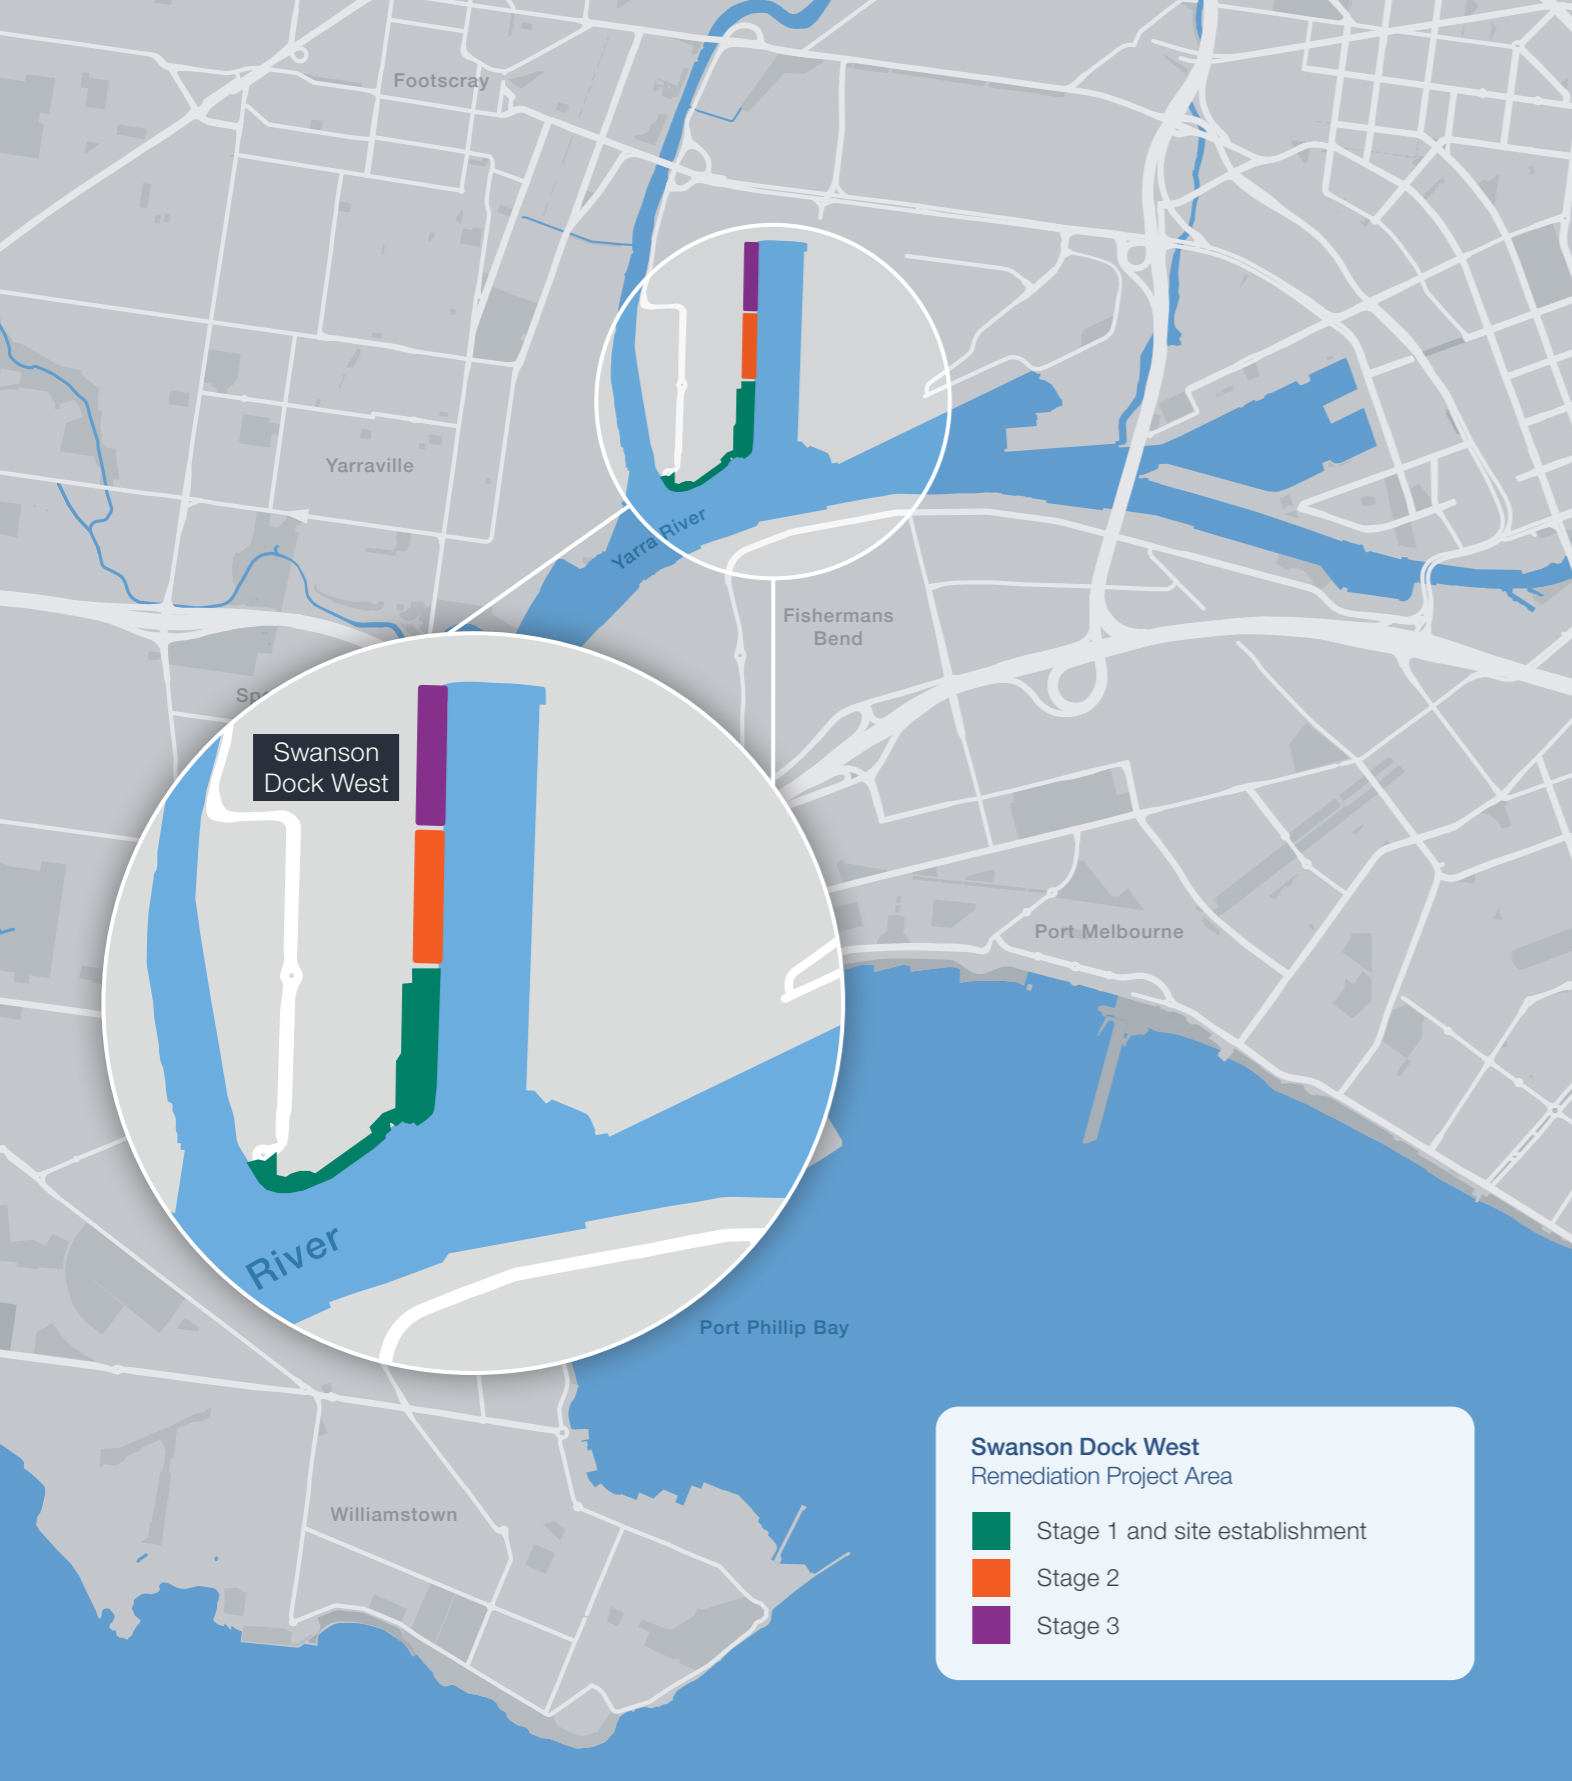 Footscray
Yarraville
Yarra River
Fishermans
Bend
Sp
Swanson
Dock West
Port Melbourne
River
Port Phillip Bay
Swanson Dock West
Remediation Project Area
Stage 1 and site establishment
Stage 2
Stage 3
Williamstown